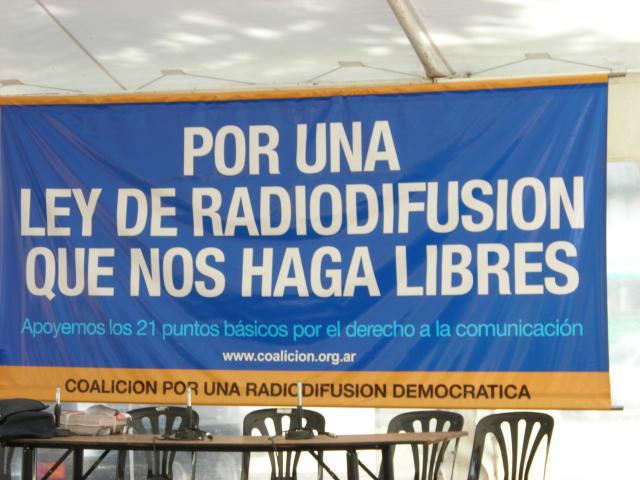 POR UNA
LEY DE RADIODIFUSION
QUE NOS HAGA LIBRES
Apoyemos los 21 puntos básicos por el derecho a la comunicación
www.coalicion.org.ar
COALICION POR UNA RADIODIFUSION DEMOCRATICA